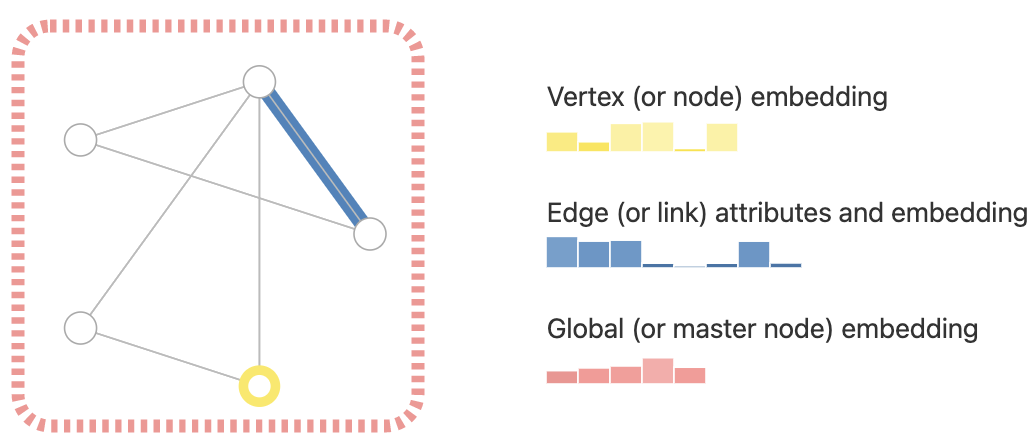 Vertex (or node) embedding
Edge (or link) attributes and embedding
Global (or master node) embedding